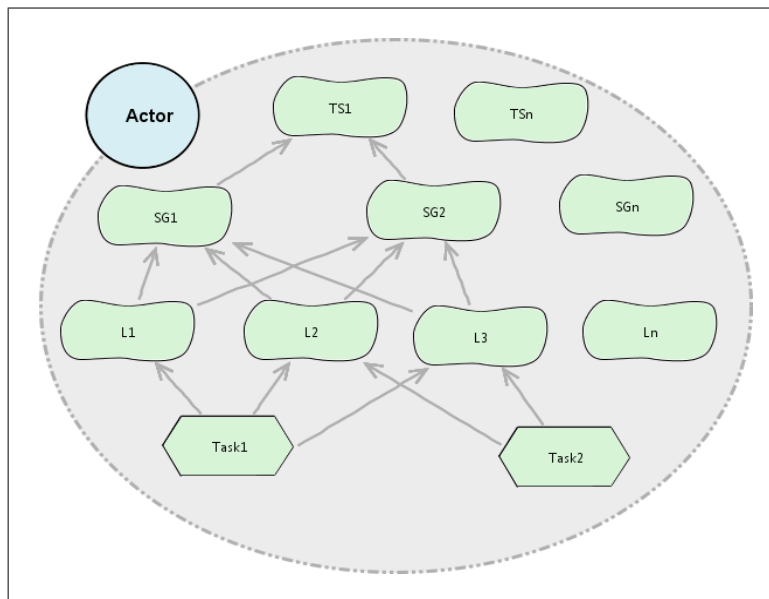 Actor
TS1
TSn
SG1
SG2
SGn
L1
L2
L3
Ln
Task1
Task2